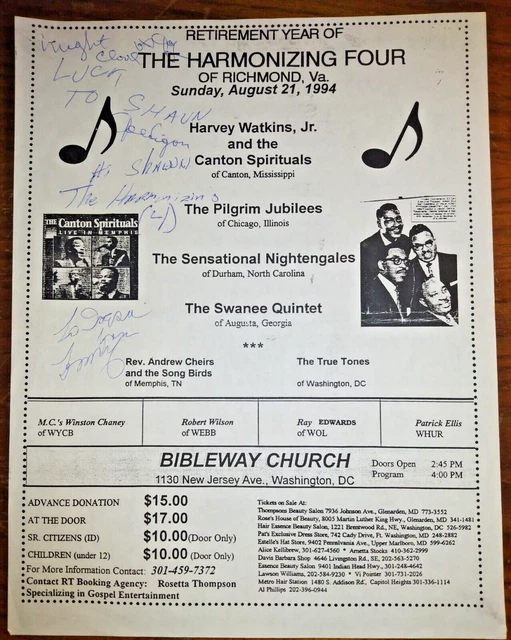 RETIREMENT YEAR OF
THE HARMONIZING FOUR
OF RICHMOND, Va.
Sunday, August 21, 1994
LUCK
TO SHAUN
SHAUN
The Harmonizing
(4)
Harvey Watkins, Jr.
and the
Canton Spirituals
of Canton, Mississippi
The Pilgrim Jubilees
of Chicago, Illinois
THE Canton Spirituals
LIVE IN MEMPHIS
The Sensational Nightengales
of Durham, North Carolina
The Swanee Quintet
of Augusta, Georgia
***
Rev. Andrew Cheirs
and the Song Birds
of Memphis, TN
The True Tones
of Washington, DC
M.C.'s Winston Chaney
of WYCB
Robert Wilson
of WEBB
Ray EDWARDS
of WOL
Patrick Ellis
WHUR
BIBLEWAY CHURCH
1130 New Jersey Ave., Washington, DC
Doors Open 2:45 PM
Program 4:00 PM
ADVANCE DONATION $15.00
AT THE DOOR $17.00
SR. CITIZENS (ID) $10.00 (Door Only)
CHILDREN (under 12) $10.00 (Door Only)
For More Information Contact: 301-459-7372
Contact RT Booking Agency: Rosetta Thompson
Specializing in Gospel Entertainment
Tickets on Sale At:
Thompsons Beauty Salon 7936 Johnson Ave., Glenarden, MD 773-3552
Rose's House of Beauty, 8005 Martin Luther King Hwy., Glenarden, MD 341-1481
Hair Essence Beauty Salon, 1221 Brentwood Rd., NE, Washington, DC 526-5982
Pat's Exclusive Dress Store, 742 Cady Drive, Ft. Washington, MD 248-2882
Estelle's Hat Store, 9402 Pennsylvania Ave., Upper Marlboro, MD 599-6262
Alice Kellibrew, 301-627-4560 * Ametta Stocks 410-362-2999
Davis Barbara Shop 4646 Livingston Rd., SE, 202-563-5270
Essence Beauty Salon 9401 Indian Head Hwy., 301-248-4642
Lawson Williams, 202-584-9230 * Vi Pointer 301-731-2026
Metro Hair Station 1480 S. Addison Rd., Capitol Heights 301-336-1114
Al Phillips 202-396-0944